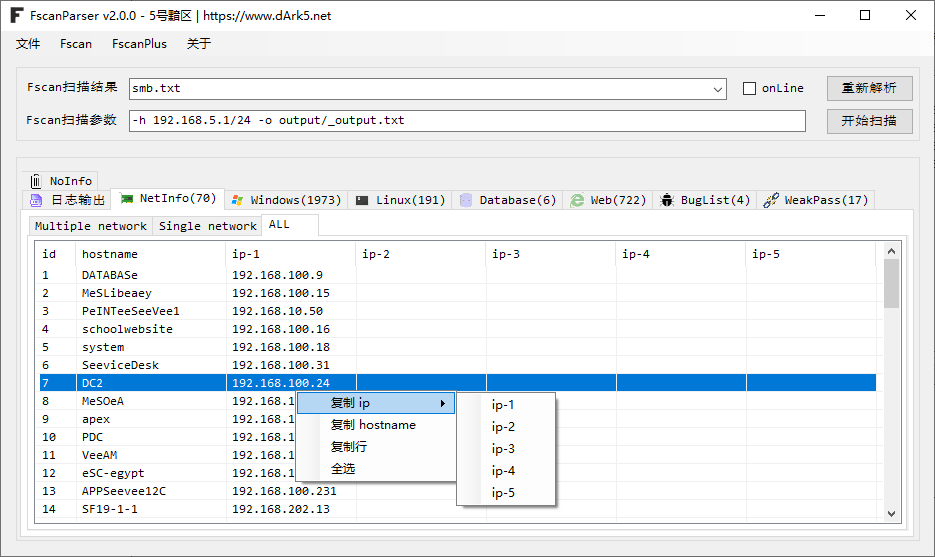 FscanParser v2.0.0 - 5号黯区 | https://www.dArk5.net
文件 Fscan FscanPlus 关于
Fscan扫描结果 smb.txt onLine 重新解析
Fscan扫描参数 -h 192.168.5.1/24 -o output/_output.txt 开始扫描
NoInfo
日志输出 NetInfo(70) Windows(1973) Linux(191) Database(6) Web(722) BugList(4) WeakPass(17)
Multiple network Single network ALL
id hostname ip-1 ip-2 ip-3 ip-4 ip-5
1 DATABASe 192.168.100.9
2 MeSLibeaey 192.168.100.15
3 PeINTeeSeeVee1 192.168.10.50
4 schoolwebsite 192.168.100.16
5 system 192.168.100.18
6 SeeviceDesk 192.168.100.31
7 DC2 192.168.100.24
8 MeSOeA 192.168.1
9 apex 192.168.1
10 PDC 192.168.1
11 VeeAM 192.168.1
12 eSC-egypt 192.168.1
13 APPSeevee12C 192.168.100.231
14 SF19-1-1 192.168.202.13
复制 ip
复制 hostname
复制行
全选
ip-1
ip-2
ip-3
ip-4
ip-5